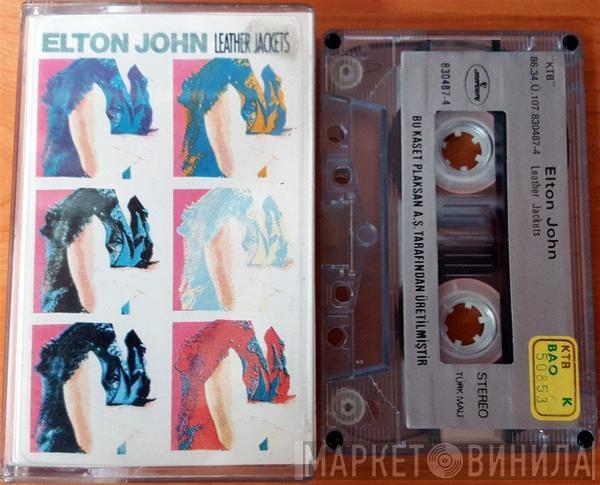 ELTON JOHN LEATHER JACKETS
"KTB"
86.34.Ü.107.830487-4
Elton John
Leather Jackets
830487-4
BU KASET PLAKSAN A.Ş. TARAFINDAN ÜRETİLMİŞTİR
STEREO
TÜRK MALI
KTB K
BAO
50853
МАРКЕТ ВИНИЛА